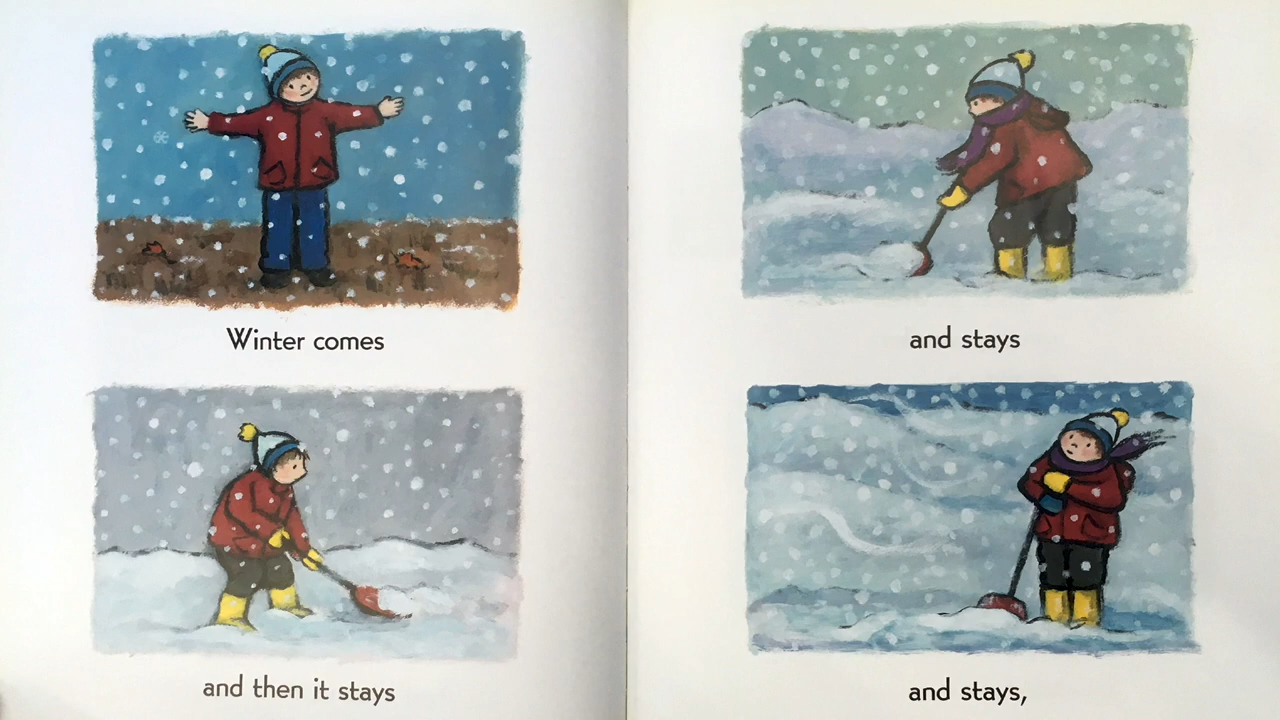 Winter comes
and then it stays
and stays
and stays,